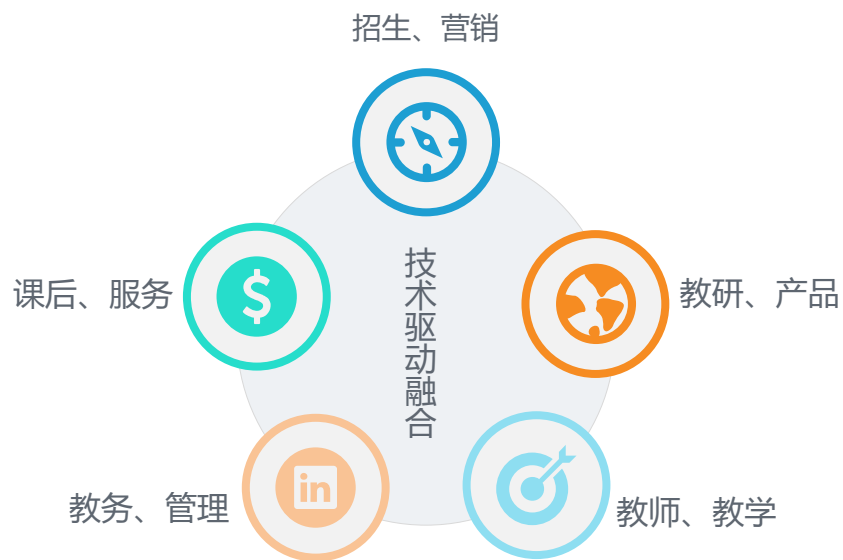 招生、营销
技术驱动融合
课后、服务
教研、产品
$
in
教务、管理
教师、教学